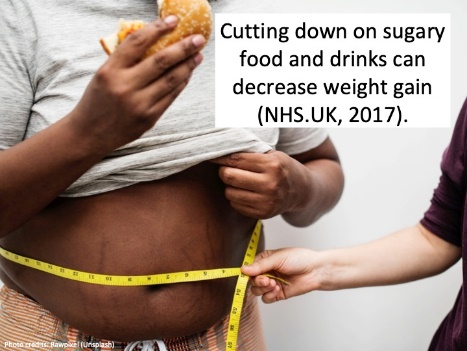 Cutting down on sugary
food and drinks can
decrease weight gain
(NHS.UK, 2017).
Photo credits: Rawpixel (Unsplash)